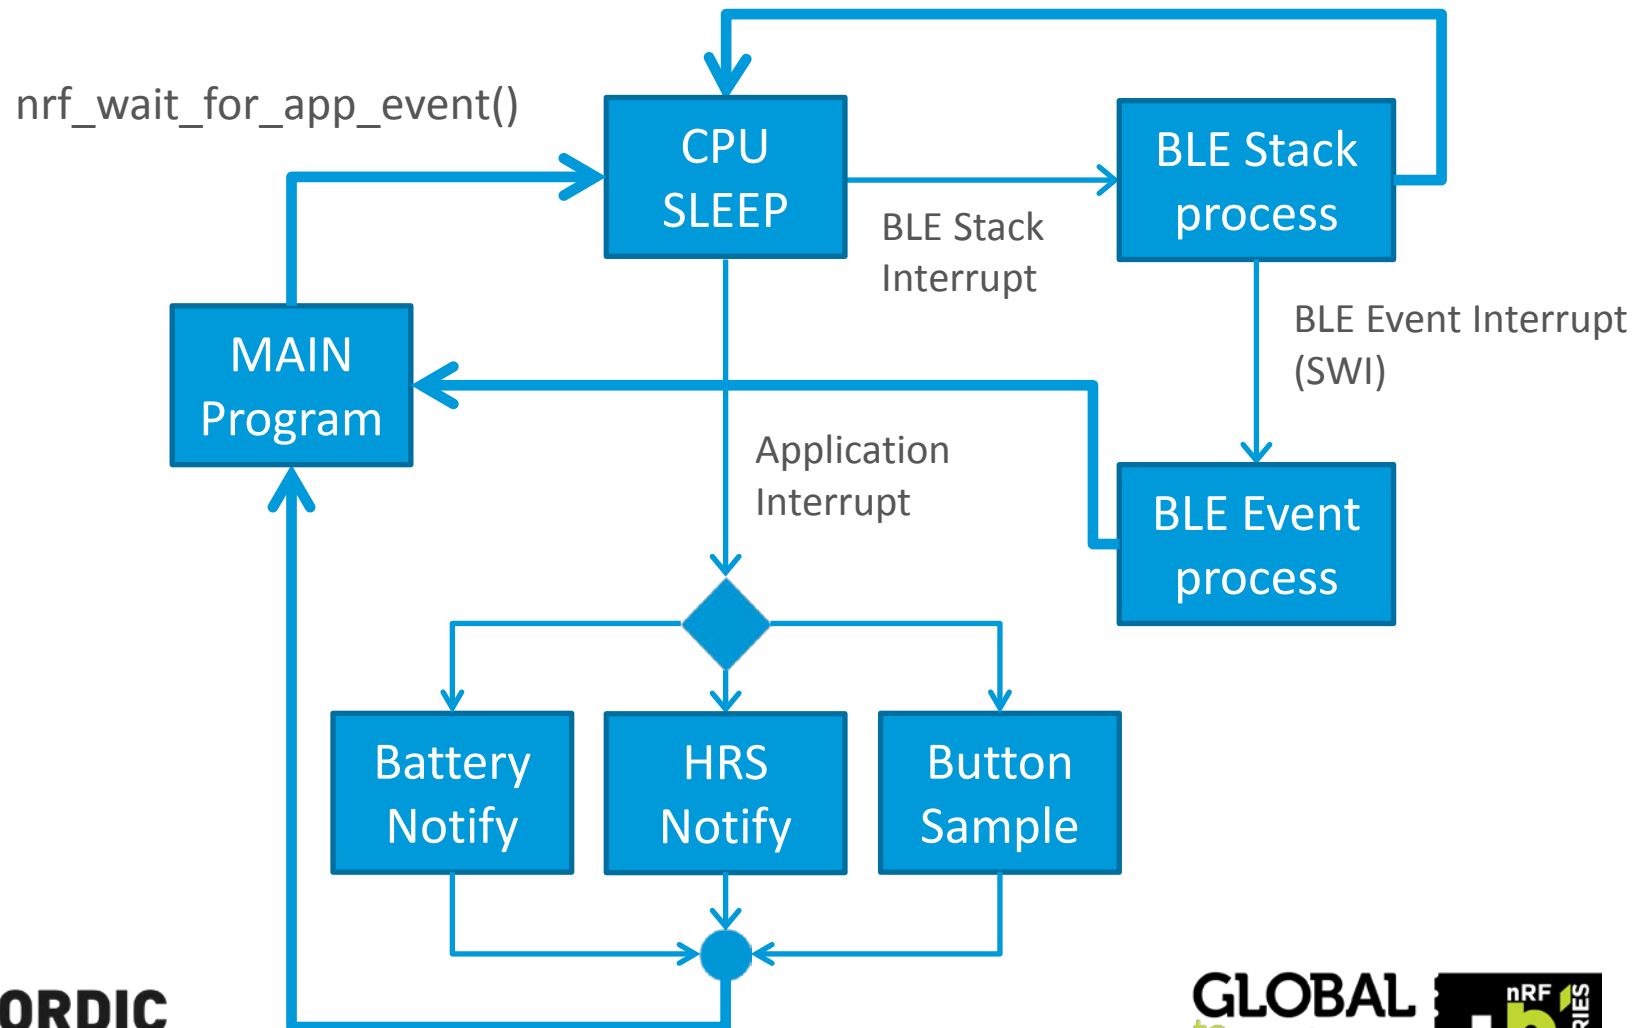 nrf_wait_for_app_event()
CPU
SLEEP
BLE Stack
process
BLE Stack
Interrupt
BLE Event Interrupt
(SWI)
MAIN
Program
Application
Interrupt
BLE Event
process
Battery
Notify
HRS
Notify
Button
Sample
ORDIC
GLOBAL
to
nRF